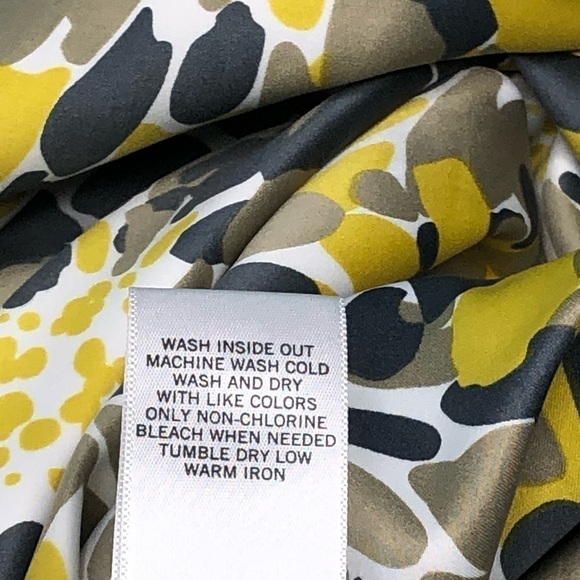 WASH INSIDE OUT
MACHINE WASH COLD
WASH AND DRY
WITH LIKE COLORS
ONLY NON-CHLORINE
BLEACH WHEN NEEDED
TUMBLE DRY LOW
WARM IRON